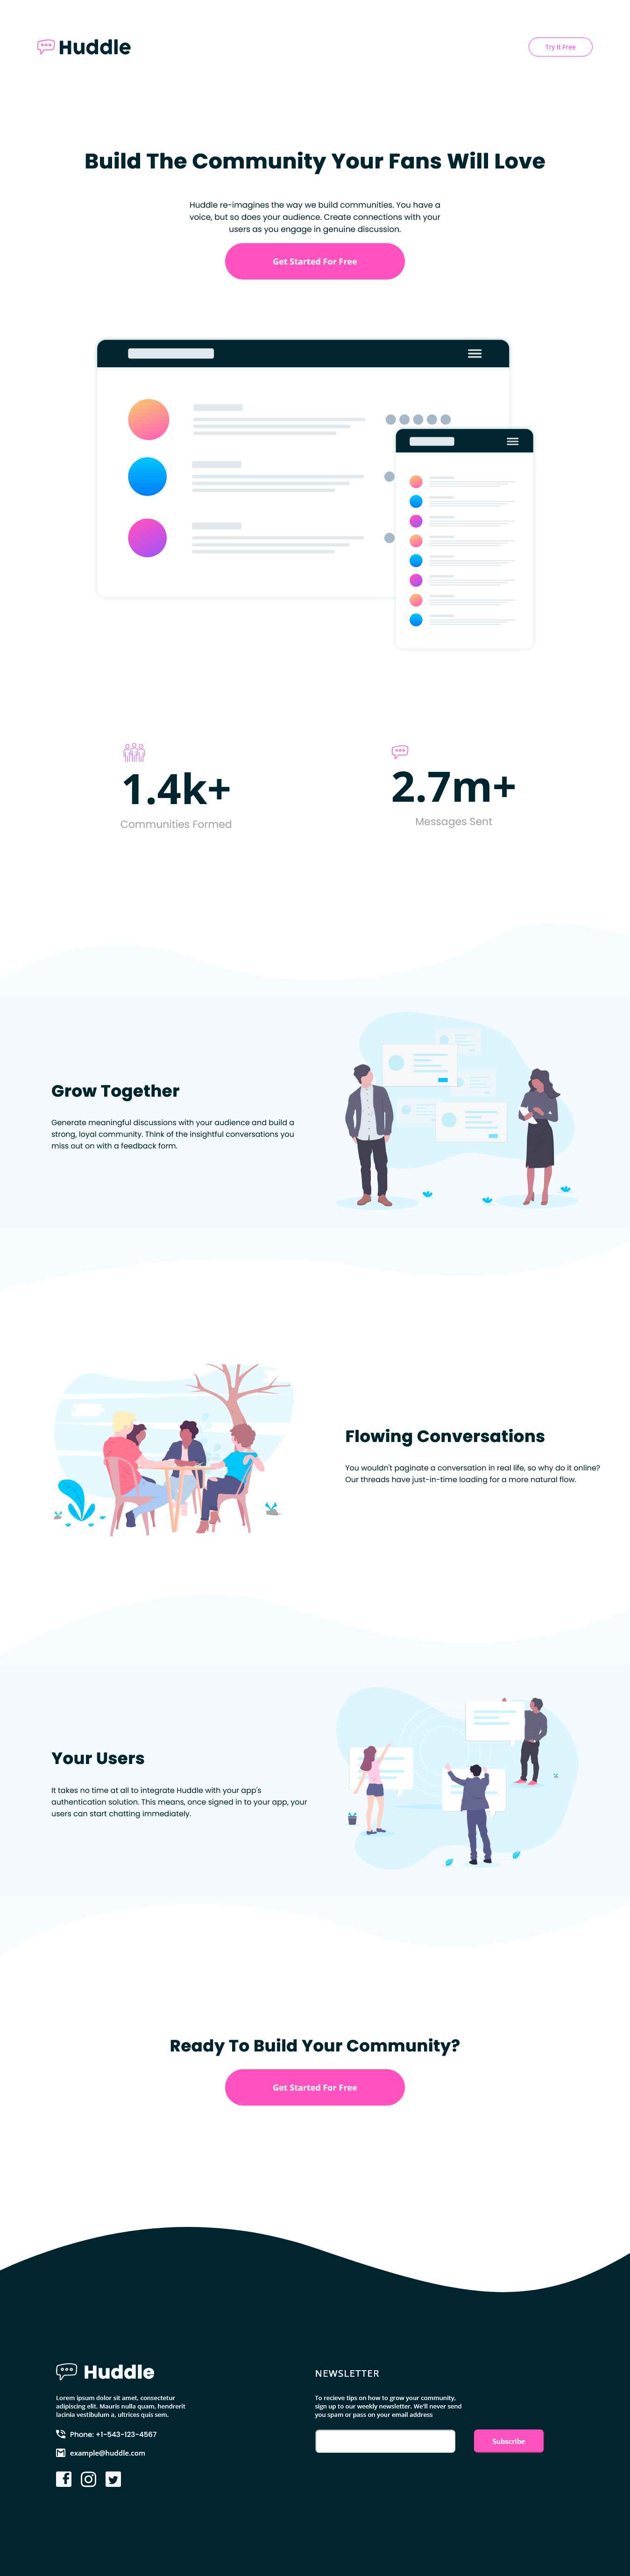 Huddle
Try It Free
Build The Community Your Fans Will Love
Huddle re-imagines the way we build communities. You have a
voice, but so does your audience. Create connections with your
users as you engage in genuine discussion.
Get Started For Free
1.4k+
Communities Formed
2.7m+
Messages Sent
Grow Together
Generate meaningful discussions with your audience and build a
strong, loyal community. Think of the insightful conversations you
miss out on with a feedback form.
Flowing Conversations
You wouldn't paginate a conversation in real life, so why do it online?
Our threads have just-in-time loading for a more natural flow.
Your Users
It takes no time at all to integrate Huddle with your app's
authentication solution. This means, once signed in to your app, your
users can start chatting immediately.
Ready To Build Your Community?
Get Started For Free
Huddle
Lorem ipsum dolor sit amet, consectetur
adipiscing elit. Mauris nulla quam, hendrerit
lacinia vestibulum a, ultrices quis sem.
Phone: +1-543-123-4567
example@huddle.com
NEWSLETTER
To recieve tips on how to grow your community,
sign up to our weekly newsletter. We'll never send
you spam or pass on your email address
Subscribe